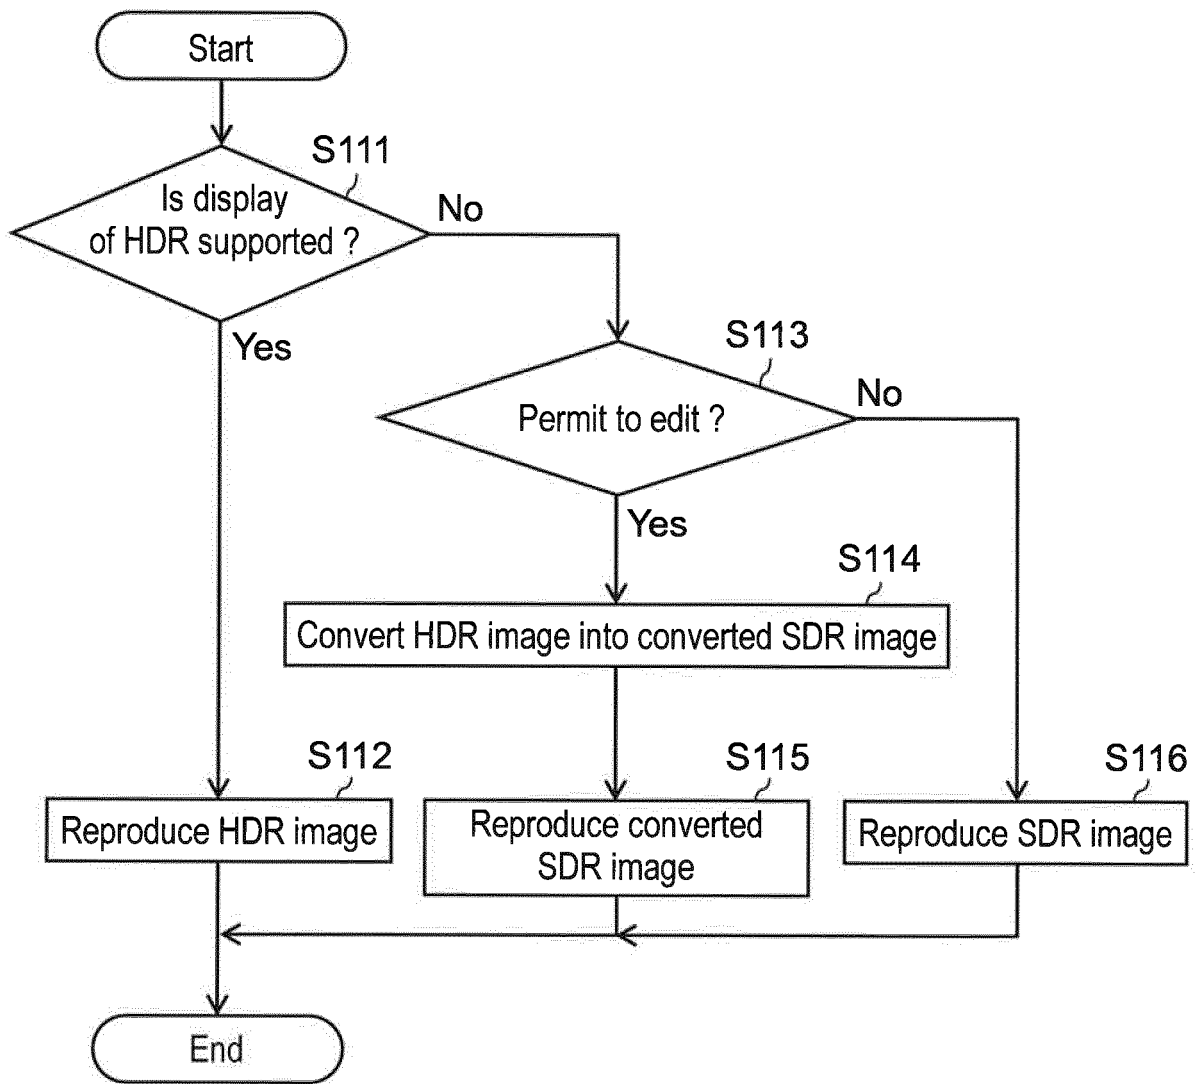 Start
S111
Is display
of HDR supported ?
No
Yes
S113
Permit to edit ?
No
Yes
S114
Convert HDR image into converted SDR image
S112
Reproduce HDR image
S115
Reproduce converted
SDR image
S116
Reproduce SDR image
End